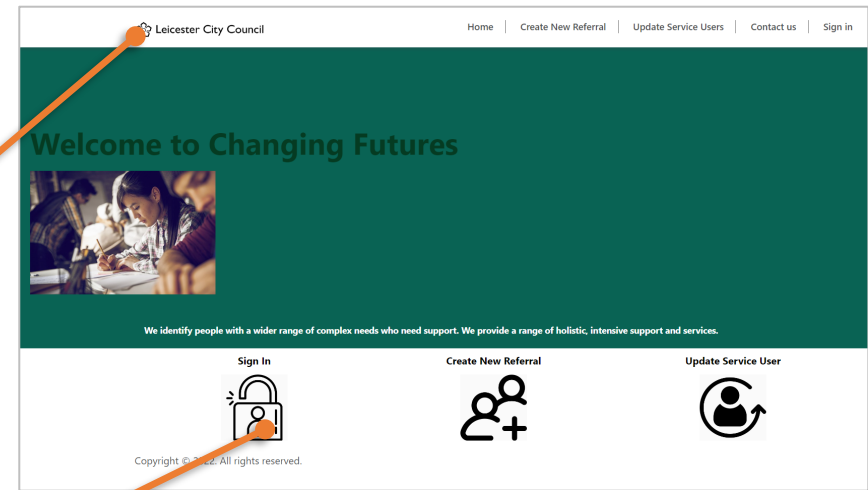 Leicester City Council
Home
Create New Referral
Update Service Users
Contact us
Sign in
Welcome to Changing Futures
We identify people with a wider range of complex needs who need support. We provide a range of holistic, intensive support and services.
Sign In
Create New Referral
Update Service User
Copyright © 2022. All rights reserved.